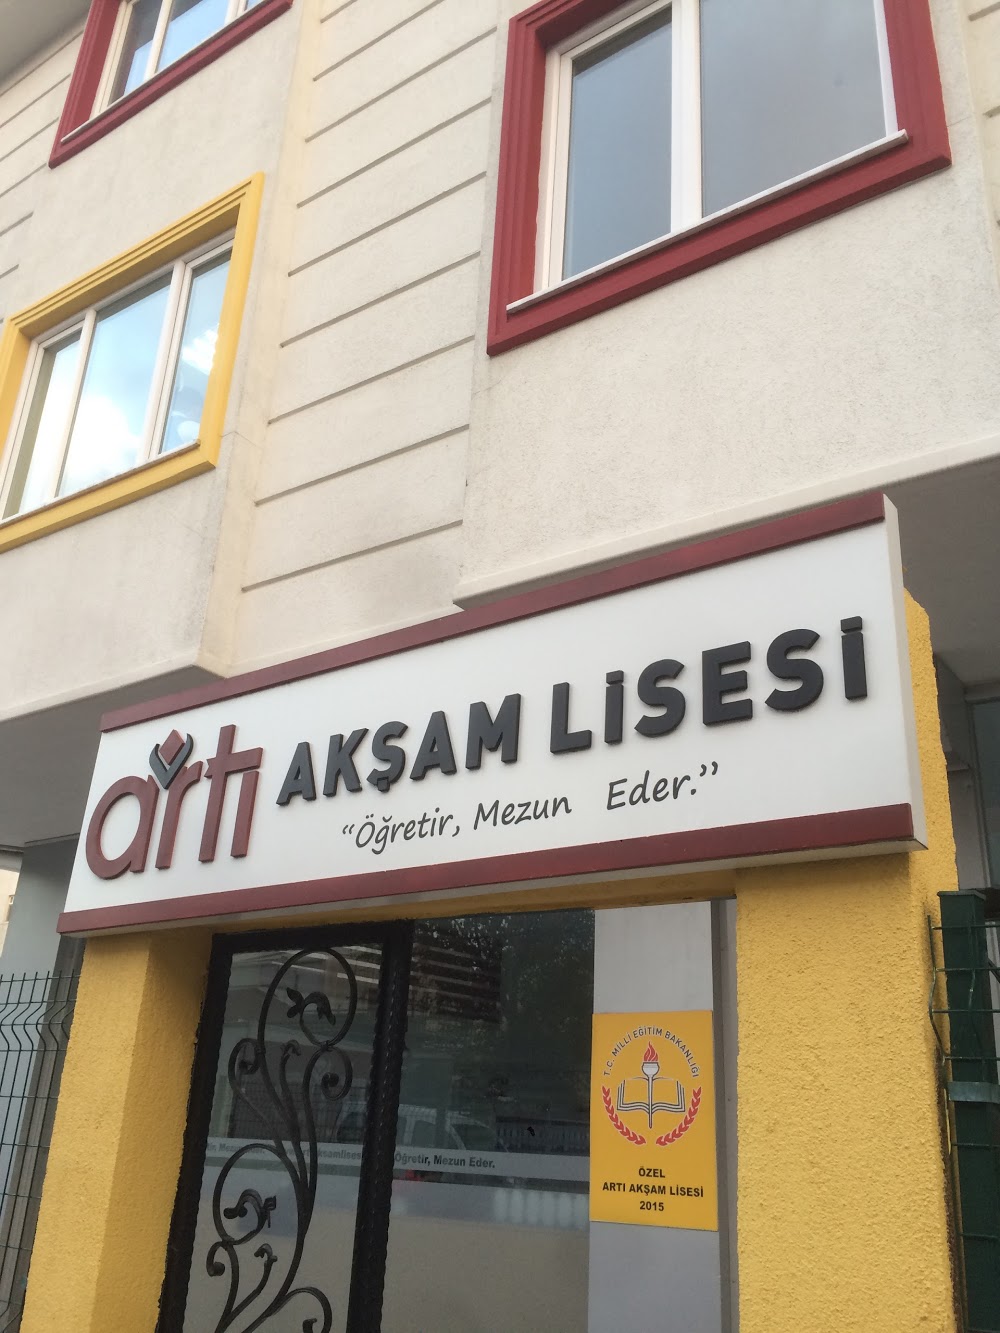 artı AKŞAM LİSESİ
“Öğretir, Mezun Eder.”
T.C. MİLLİ EĞİTİM BAKANLIĞI
ÖZEL
ARTI AKŞAM LİSESİ
2015
Öğretir, Mezun Eder.